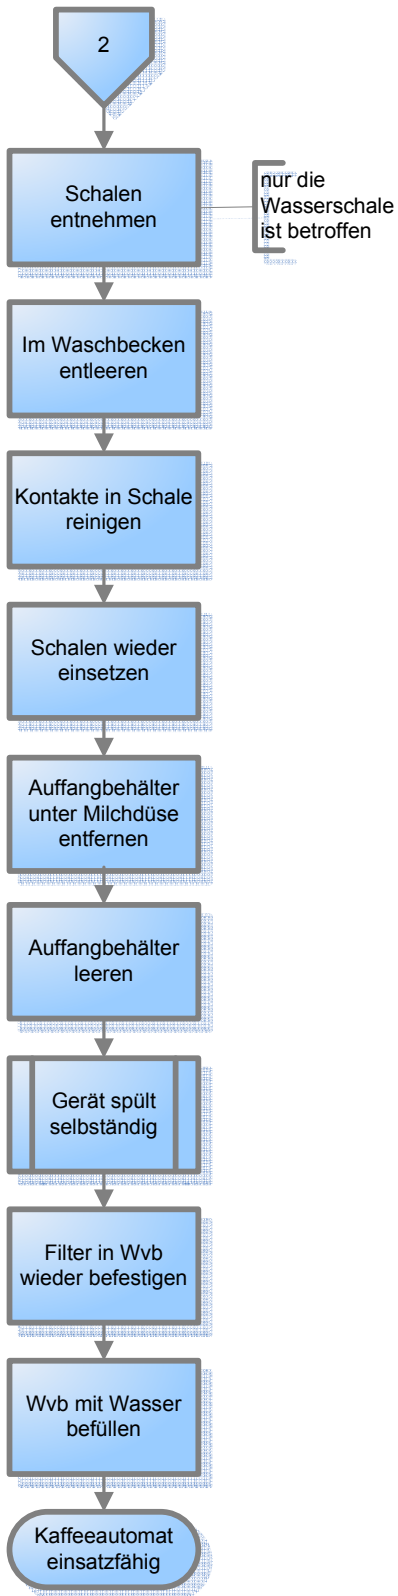 2
Schalen
entnehmen
nur die
Wasserschale
ist betroffen
Im Waschbecken
entleeren
Kontakte in Schale
reinigen
Schalen wieder
einsetzen
Auffangbehälter
unter Milchdüse
entfernen
Auffangbehälter
leeren
Gerät spült
selbständig
Filter in Wvb
wieder befestigen
Wvb mit Wasser
befüllen
Kaffeeautomat
einsatzfähig